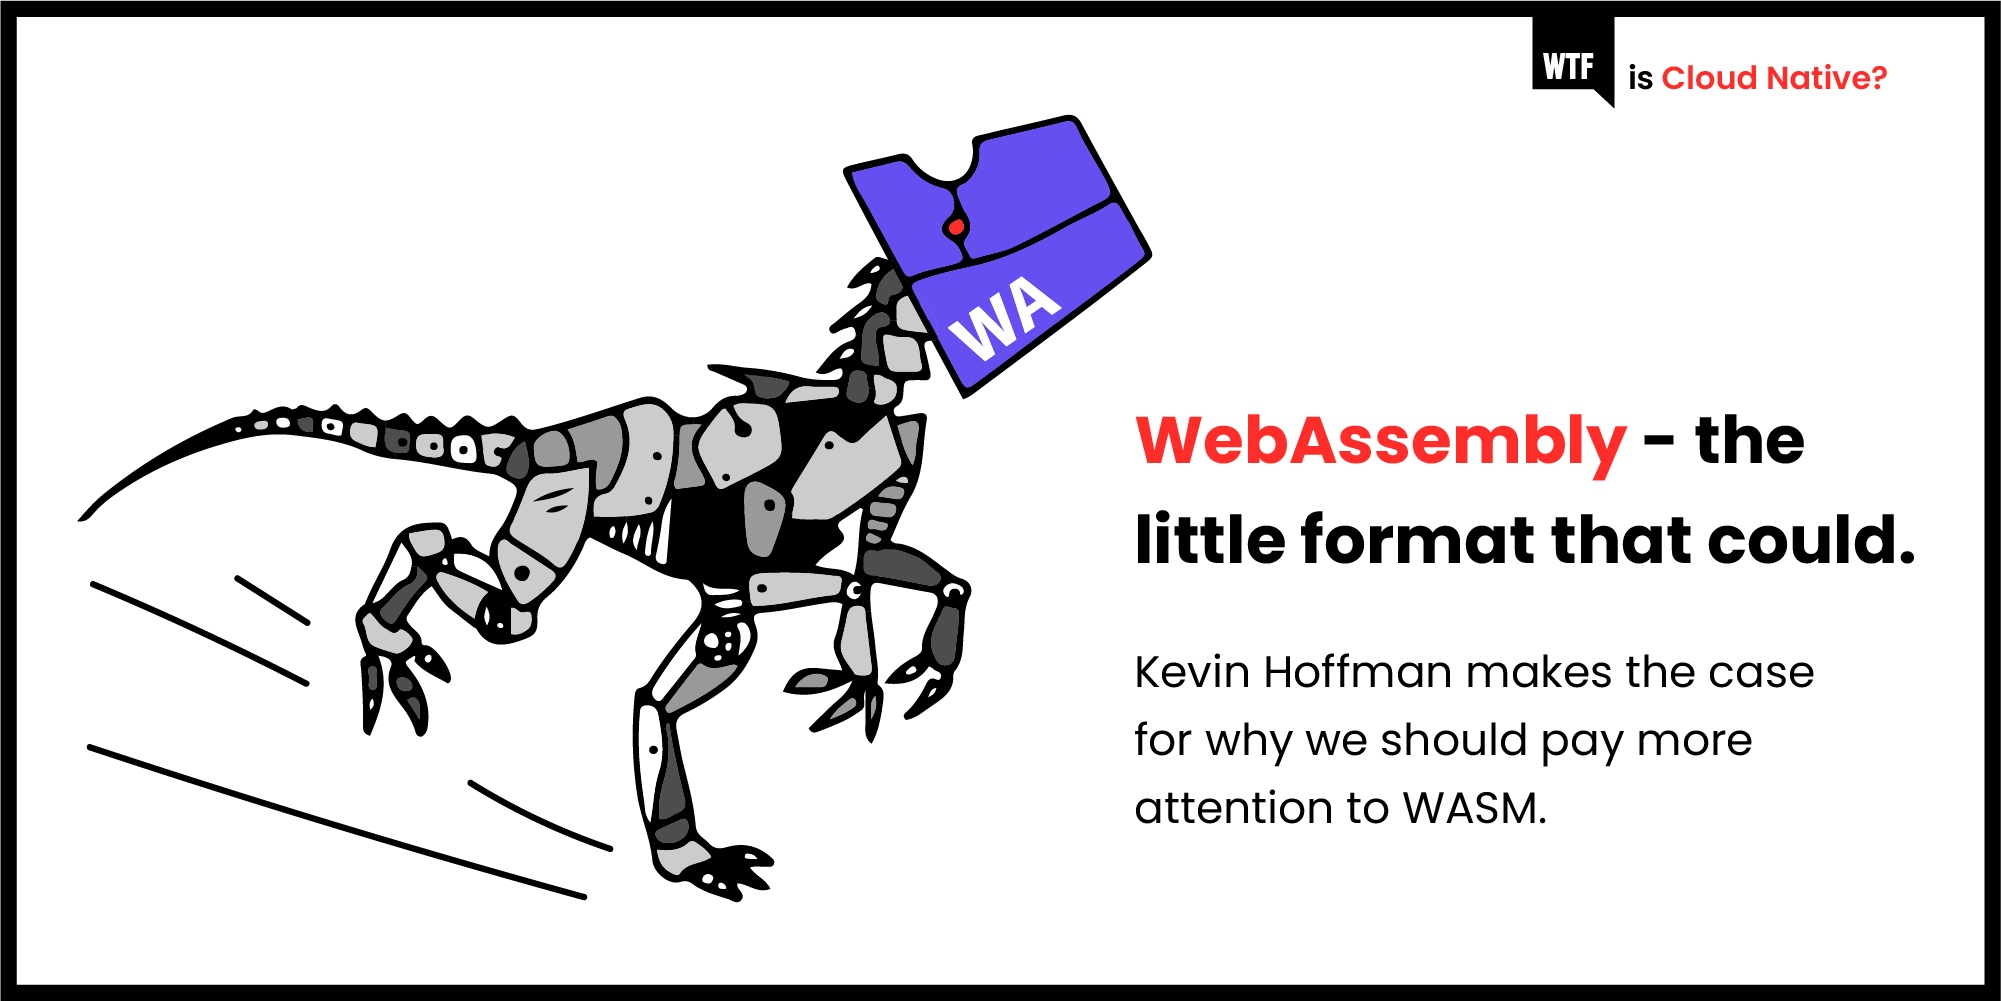 WTF is Cloud Native?
WA
WebAssembly - the
little format that could.
Kevin Hoffman makes the case
for why we should pay more
attention to WASM.